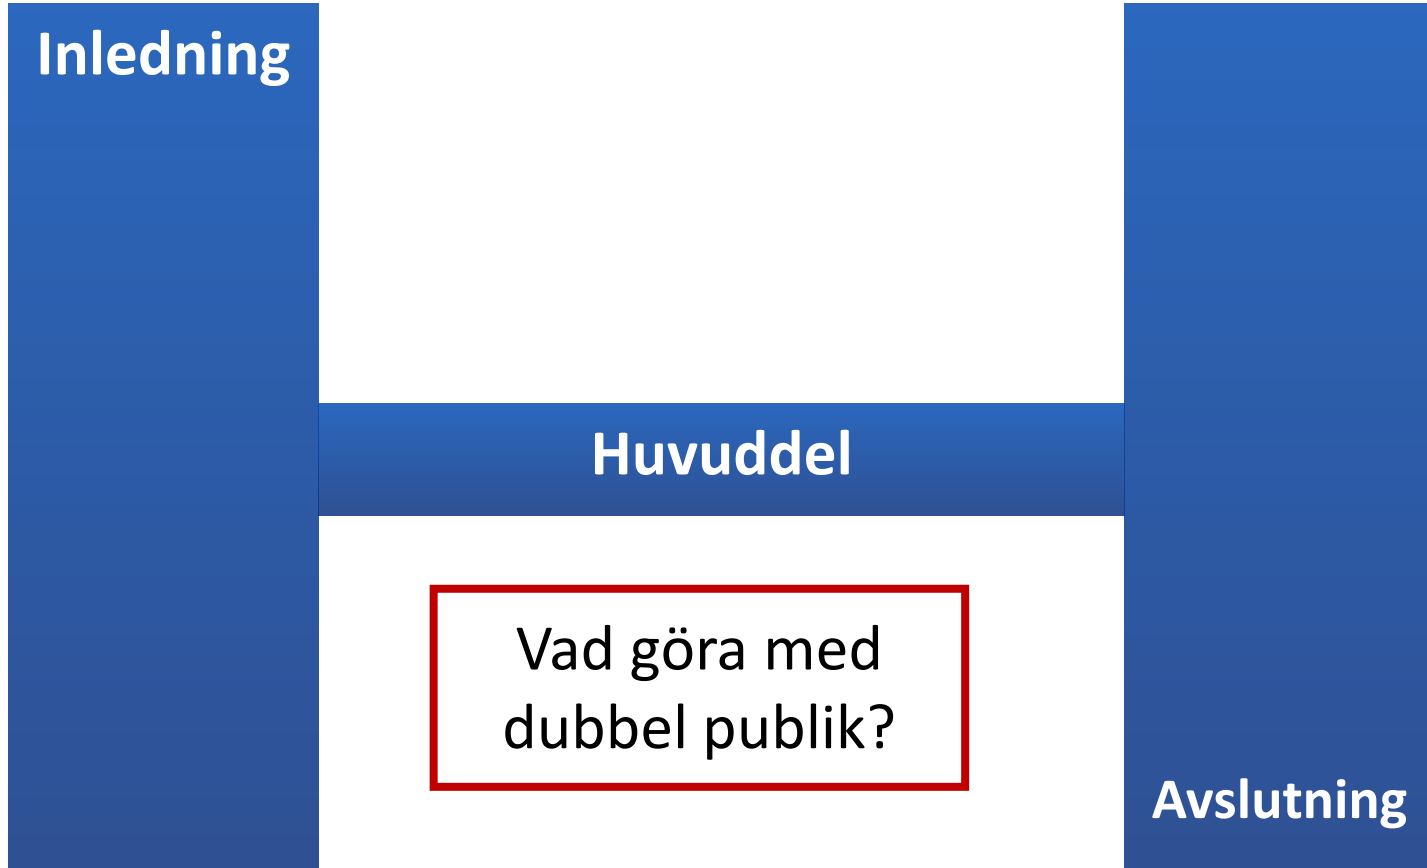 Inledning
Huvuddel
Vad göra med
dubbel publik?
Avslutning